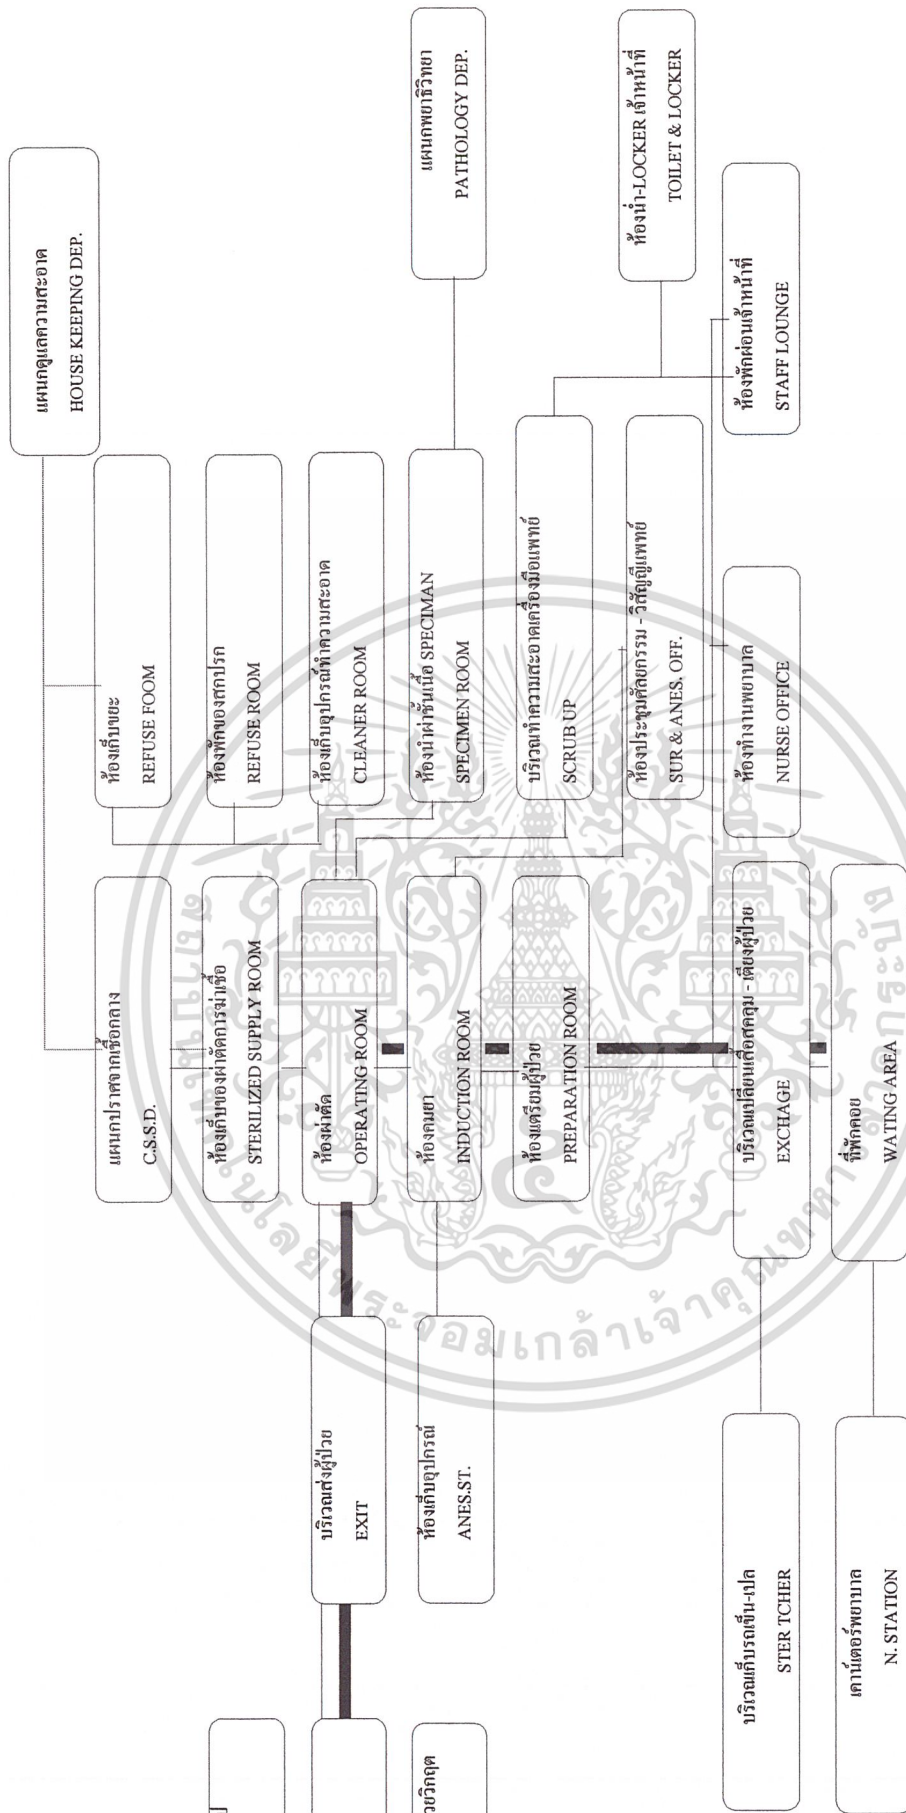 แผนกดูแลความสะอาด
HOUSE KEEPING DEP.
แผนกปราศจากเชื้อกลาง
C.S.S.D.
ห้องเก็บขยะ
REFUSE FOOM
ห้องเก็บของผ่าตัดการฆ่าเชื้อ
STERILIZED SUPPLY ROOM
ห้องพักของสกปรก
REFUSE ROOM
บริเวณส่งผู้ป่วย
EXIT
ห้องผ่าตัด
OPERATING ROOM
ห้องเก็บอุปกรณ์ทำความสะอาด
CLEANER ROOM
ห้องเก็บอุปกรณ์
ANES.ST.
ห้องดมยา
INDUCTION ROOM
ห้องนำผ่าชิ้นเนื้อ SPECIMAN
SPECIMEN ROOM
แผนกพยาธิวิทยา
PATHOLOGY DEP.
วยวิกฤต
ห้องเตรียมผู้ป่วย
PREPARATION ROOM
บริเวณทำความสะอาดเครื่องมือแพทย์
SCRUB UP
ห้องประชุมศัลยกรรม - วิสัญญีแพทย์
SUR & ANES. OFF.
ห้องน้ำ-LOCKER เจ้าหน้าที่
TOILET & LOCKER
บริเวณเก็บรถเข็น-เปล
STER TCHER
บริเวณเปลี่ยนเสื้อคลุม - เตียงผู้ป่วย
EXCHAGE
ห้องทำงานพยาบาล
NURSE OFFICE
ห้องพักผ่อนเจ้าหน้าที่
STAFF LOUNGE
เคาน์เตอร์พยาบาล
N. STATION
ที่พักคอย
WATING AREA